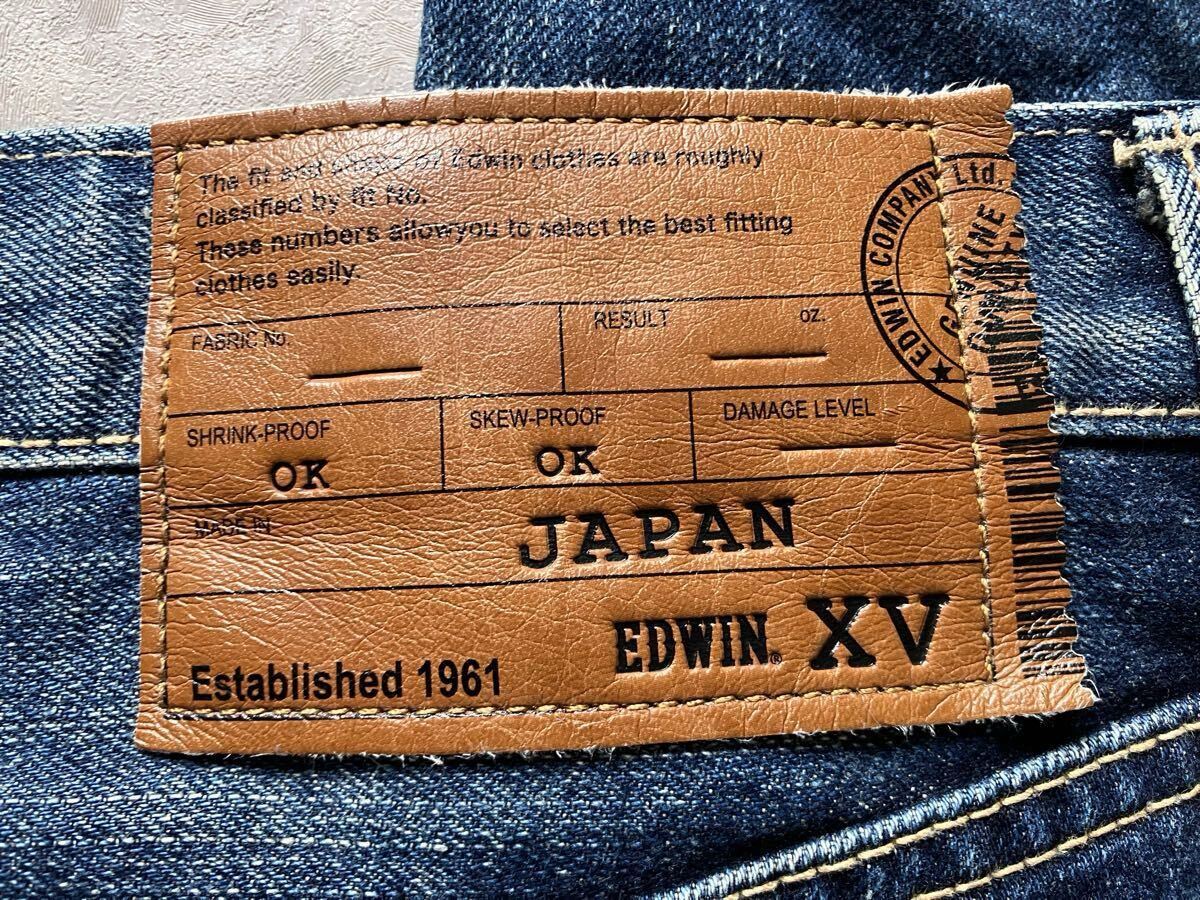 The fit and shape of Edwin clothes are roughly
classified by fit No.
These numbers allowyou to select the best fitting
clothes easily.
EDWIN COMPANY Ltd.
GENUINE
FABRIC No.
RESULT oz.
SHRINK-PROOF OK
SKEW-PROOF OK
DAMAGE LEVEL
MADE IN JAPAN
EDWIN® XV
Established 1961